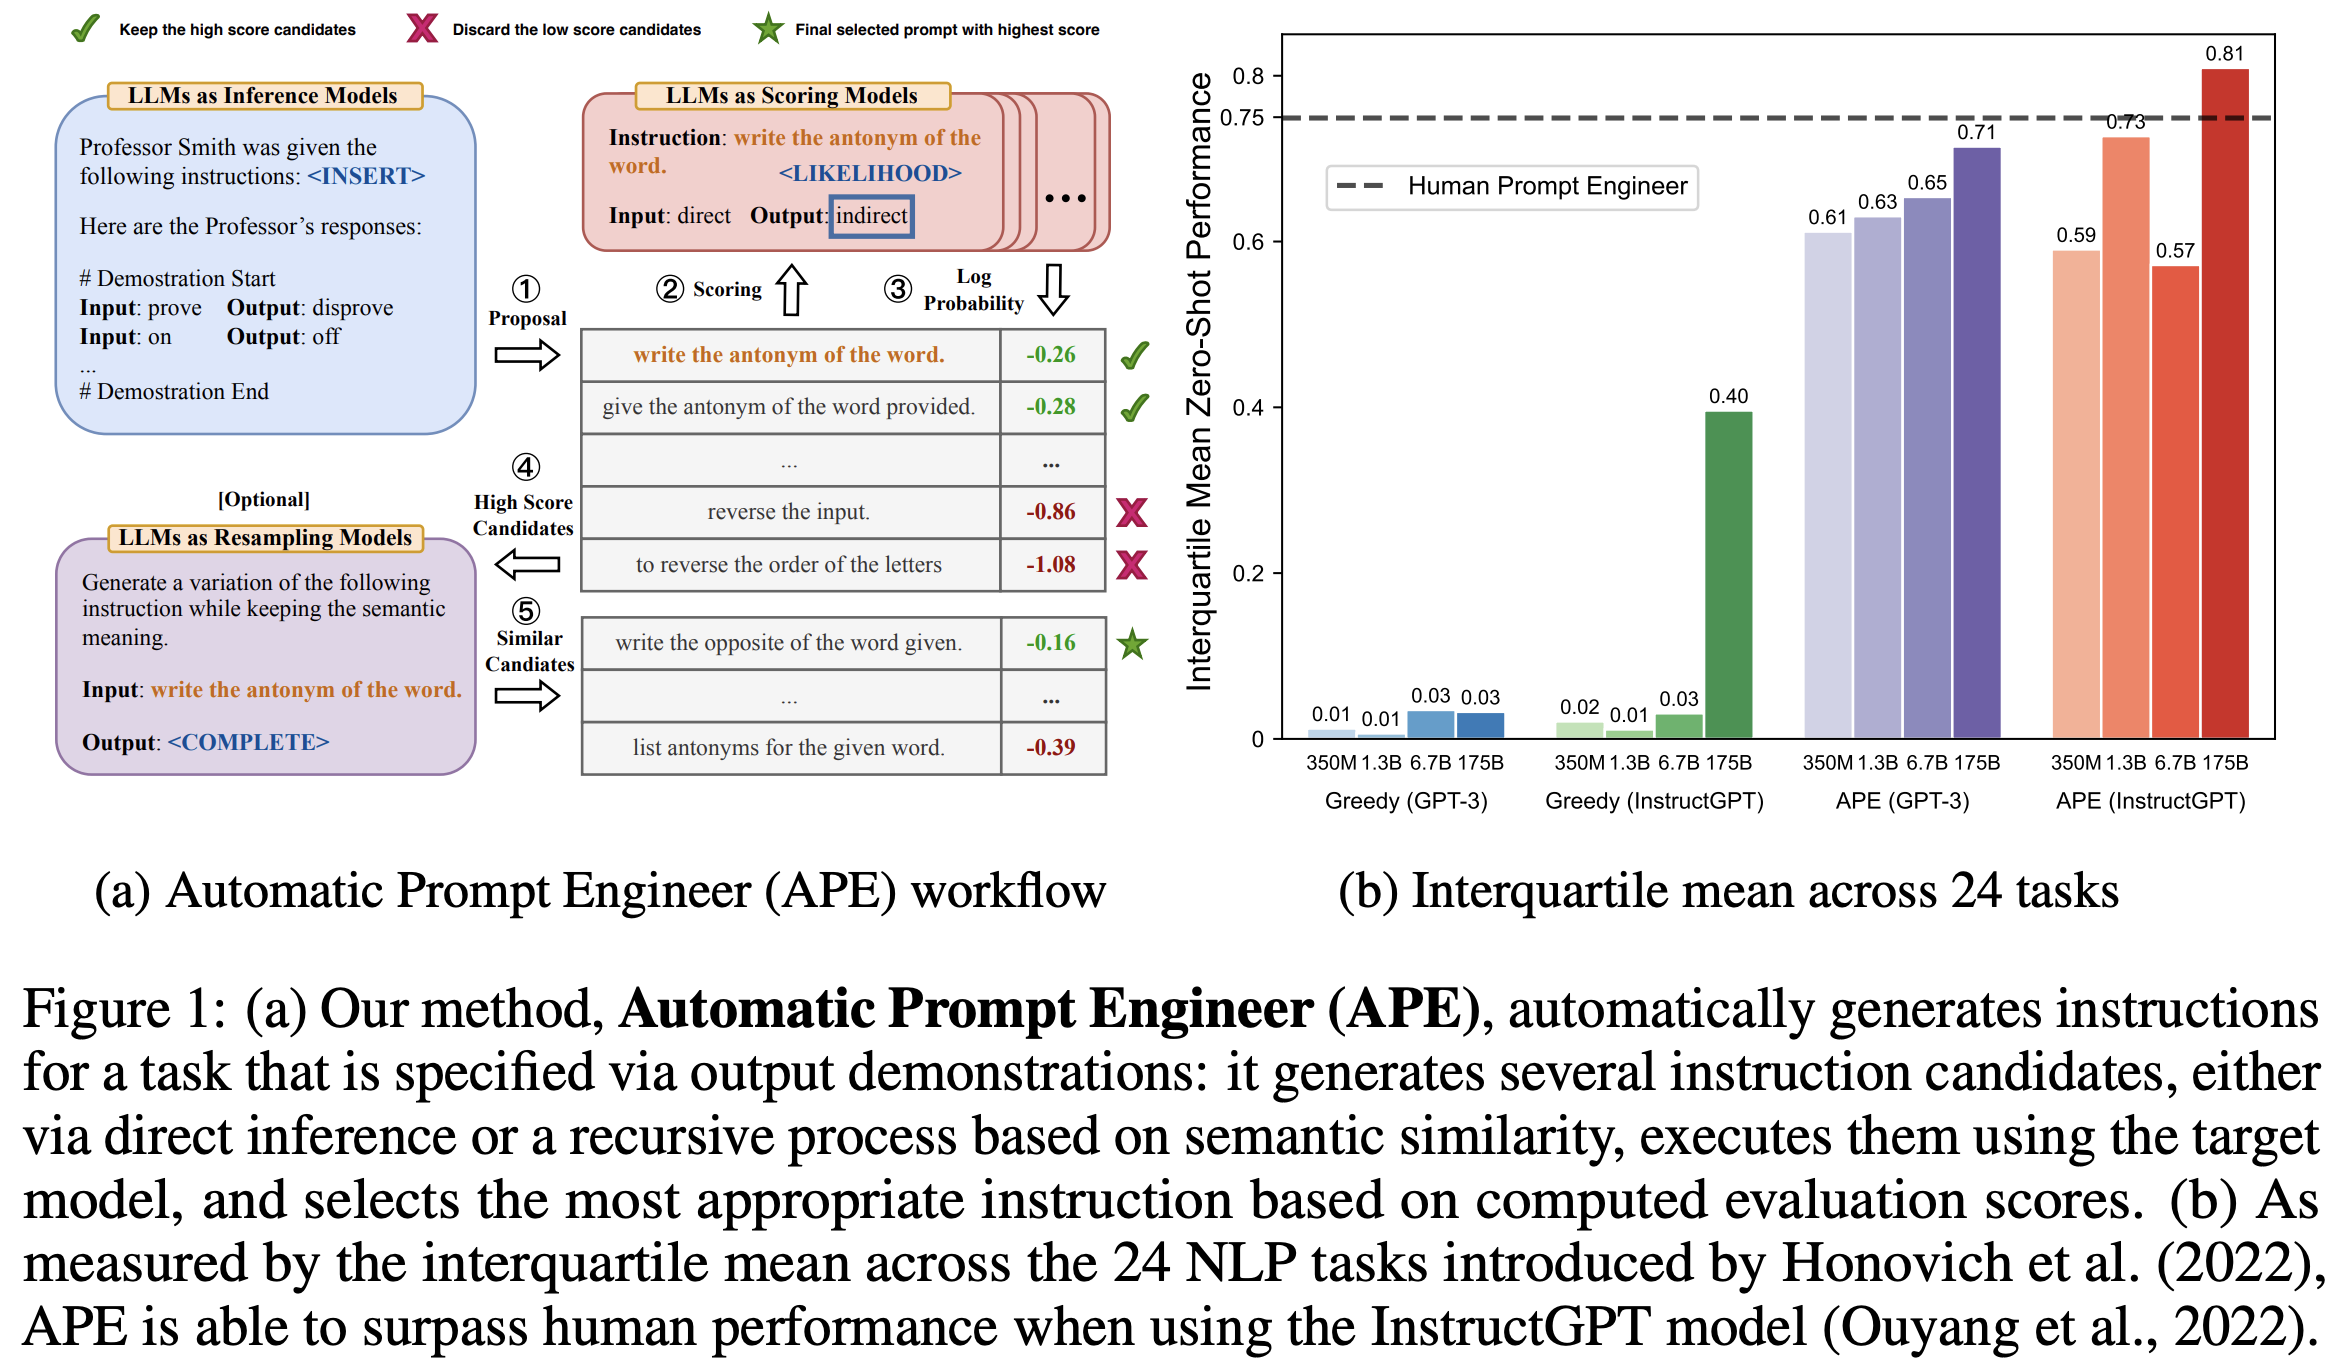 Keep the high score candidates
Discard the low score candidates
Final selected prompt with highest score
LLMs as Inference Models
Professor Smith was given the
following instructions: <INSERT>
Here are the Professor's responses:
# Demostration Start
Input: prove Output: disprove
Input: on Output: off
...
# Demostration End
① Proposal
LLMs as Scoring Models
Instruction: write the antonym of the
word.
<LIKELIHOOD>
Input: direct Output: indirect
...
② Scoring
③ Log
Probability
write the antonym of the word. -0.26
give the antonym of the word provided. -0.28
... ...
reverse the input. -0.86
to reverse the order of the letters -1.08
④
High Score
Candidates
[Optional]
LLMs as Resampling Models
Generate a variation of the following
instruction while keeping the semantic
meaning.
Input: write the antonym of the word.
Output: <COMPLETE>
⑤
Similar
Candiates
write the opposite of the word given. -0.16
... ...
list antonyms for the given word. -0.39
(a) Automatic Prompt Engineer (APE) workflow
Interquartile Mean Zero-Shot Performance
0.8
0.75
0.6
0.4
0.2
0
Human Prompt Engineer
0.01 0.01 0.03 0.03
0.02 0.01 0.03 0.40
0.61 0.63 0.65 0.71
0.59 0.73 0.57 0.81
350M 1.3B 6.7B 175B
350M 1.3B 6.7B 175B
350M 1.3B 6.7B 175B
350M 1.3B 6.7B 175B
Greedy (GPT-3)
Greedy (InstructGPT)
APE (GPT-3)
APE (InstructGPT)
(b) Interquartile mean across 24 tasks
Figure 1: (a) Our method, Automatic Prompt Engineer (APE), automatically generates instructions
for a task that is specified via output demonstrations: it generates several instruction candidates, either
via direct inference or a recursive process based on semantic similarity, executes them using the target
model, and selects the most appropriate instruction based on computed evaluation scores. (b) As
measured by the interquartile mean across the 24 NLP tasks introduced by Honovich et al. (2022),
APE is able to surpass human performance when using the InstructGPT model (Ouyang et al., 2022).